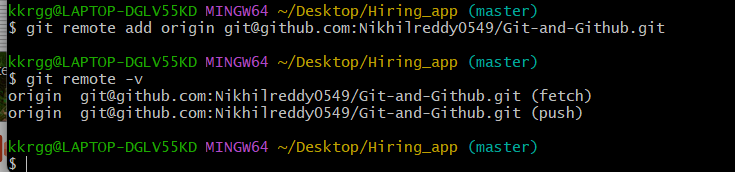 kkrgg@LAPTOP-DGLV55KD MINGW64 ~/Desktop/Hiring_app (master)
$ git remote add origin git@github.com:Nikhilreddy0549/Git-and-Github.git
kkrgg@LAPTOP-DGLV55KD MINGW64 ~/Desktop/Hiring_app (master)
$ git remote -v
origin  git@github.com:Nikhilreddy0549/Git-and-Github.git (fetch)
origin  git@github.com:Nikhilreddy0549/Git-and-Github.git (push)
kkrgg@LAPTOP-DGLV55KD MINGW64 ~/Desktop/Hiring_app (master)
$